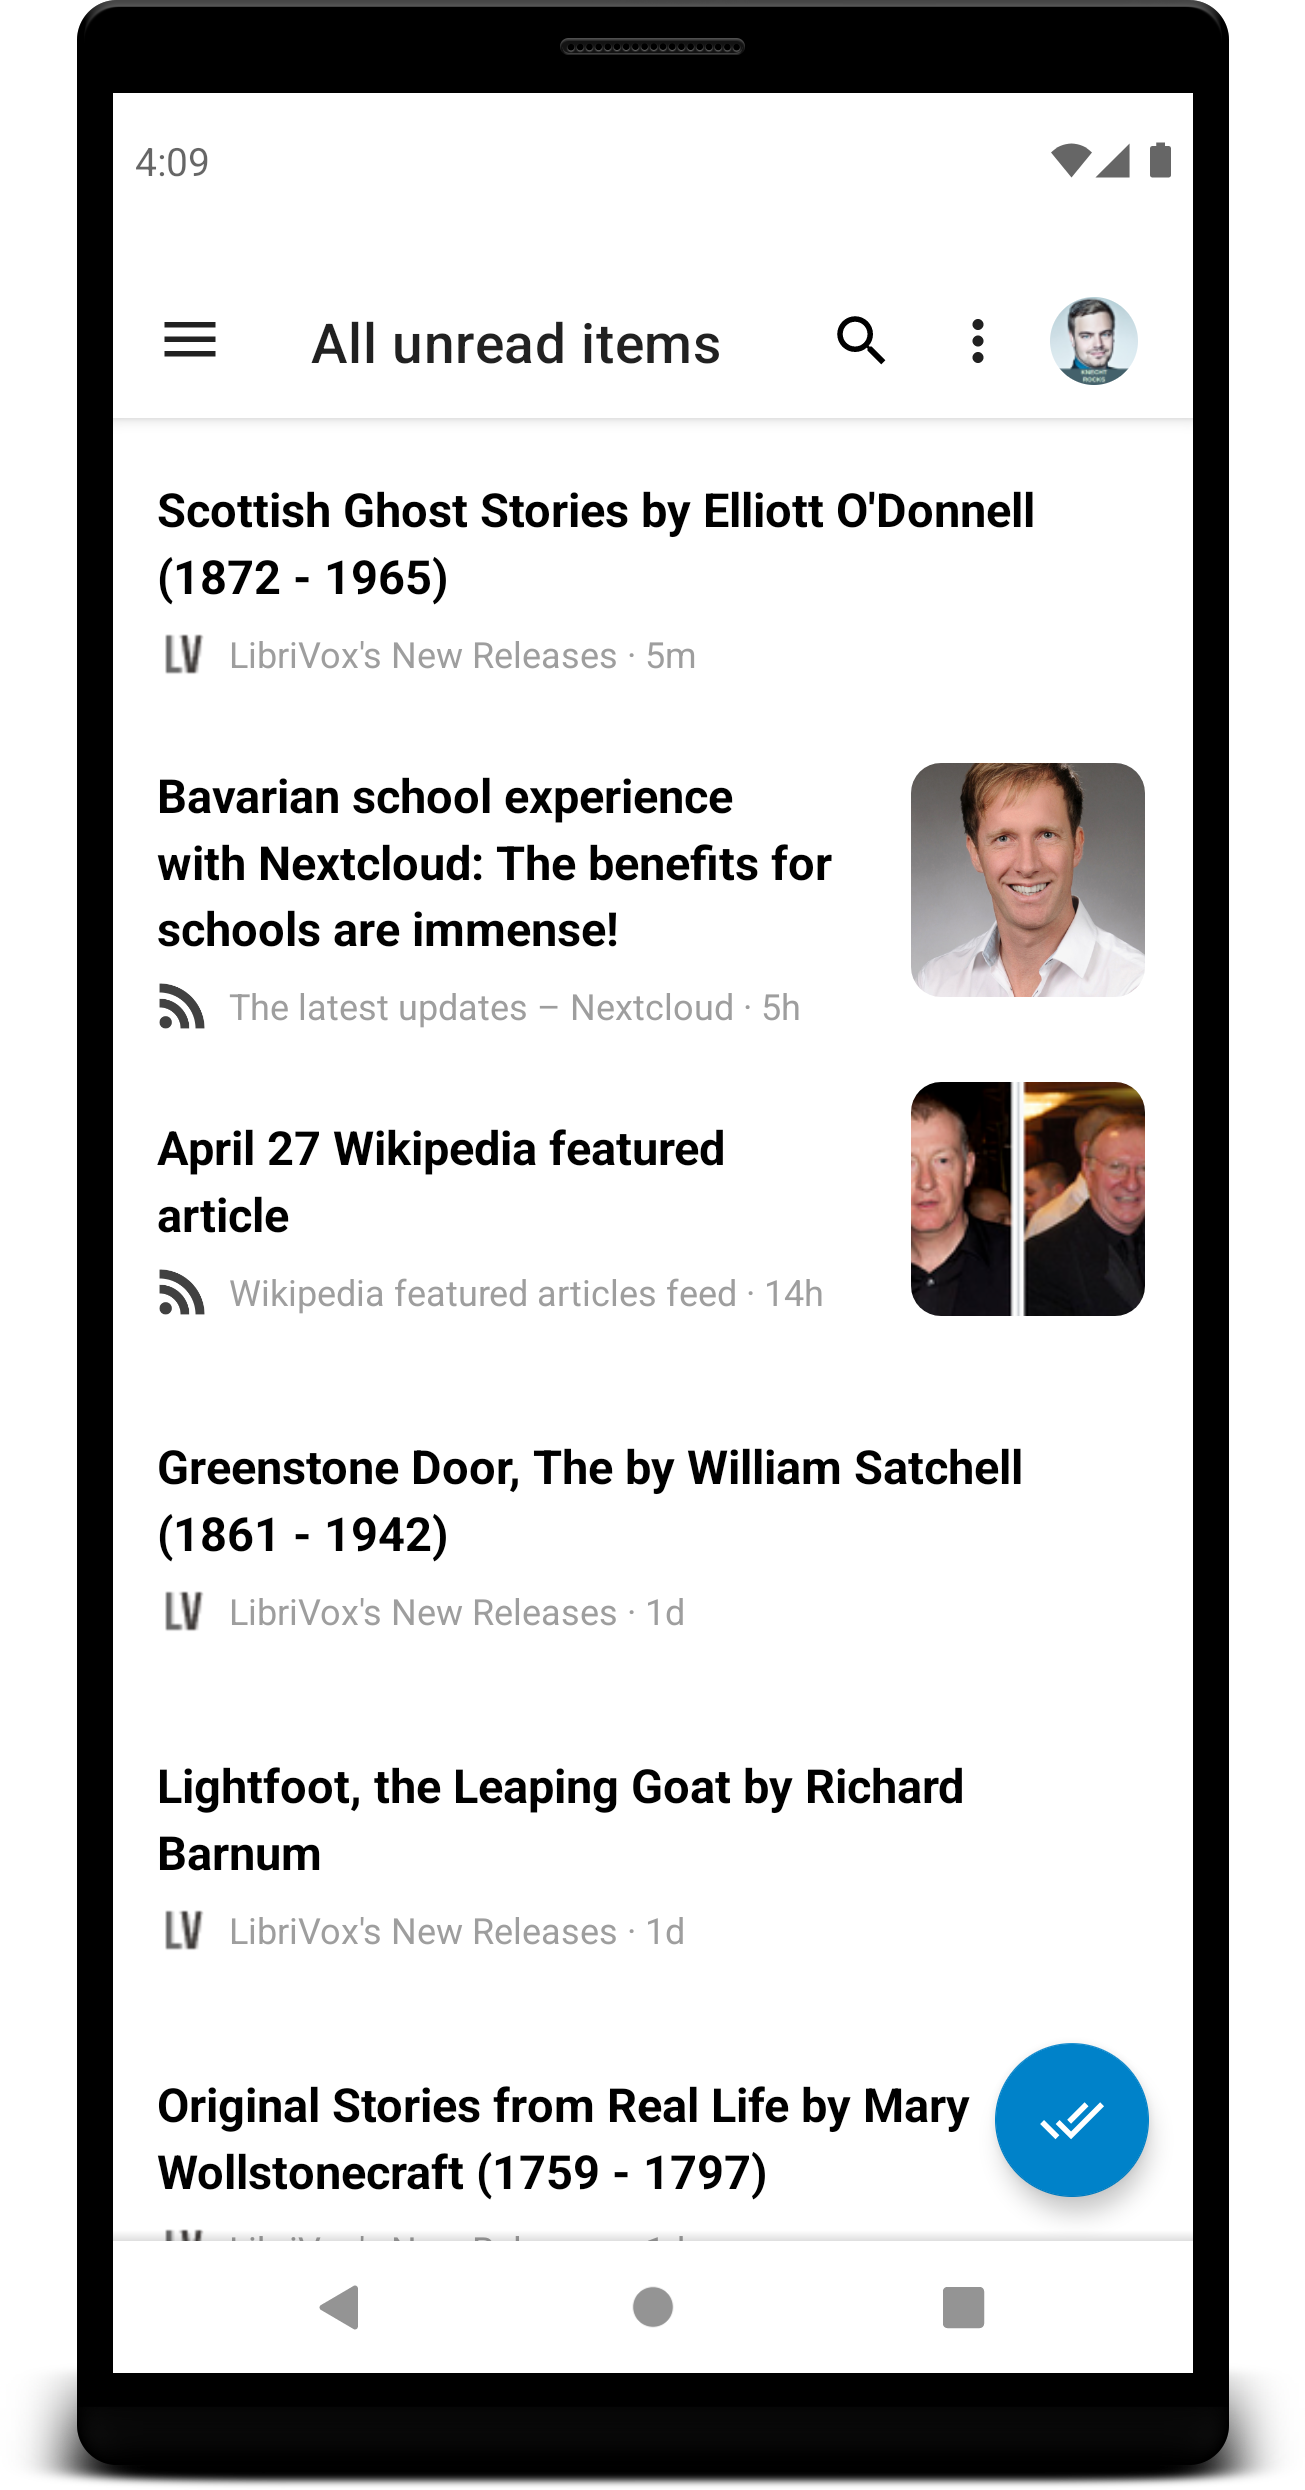 4:09
All unread items
KNECHT
ROCKS
Scottish Ghost Stories by Elliott O'Donnell
(1872 - 1965)
LV LibriVox's New Releases · 5m
Bavarian school experience
with Nextcloud: The benefits for
schools are immense!
The latest updates – Nextcloud · 5h
April 27 Wikipedia featured
article
Wikipedia featured articles feed · 14h
Greenstone Door, The by William Satchell
(1861 - 1942)
LV LibriVox's New Releases · 1d
Lightfoot, the Leaping Goat by Richard
Barnum
LV LibriVox's New Releases · 1d
Original Stories from Real Life by Mary
Wollstonecraft (1759 - 1797)